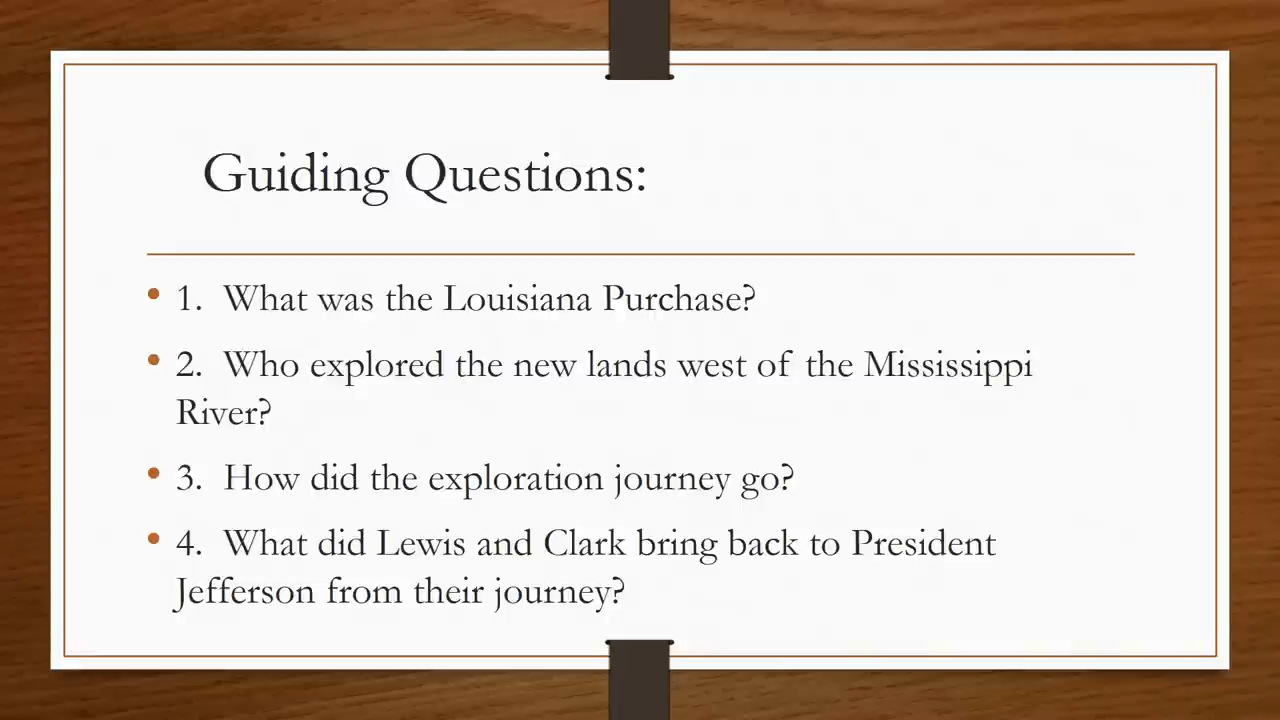 Guiding Questions:
• 1. What was the Louisiana Purchase?
• 2. Who explored the new lands west of the Mississippi
River?
• 3. How did the exploration journey go?
• 4. What did Lewis and Clark bring back to President
Jefferson from their journey?